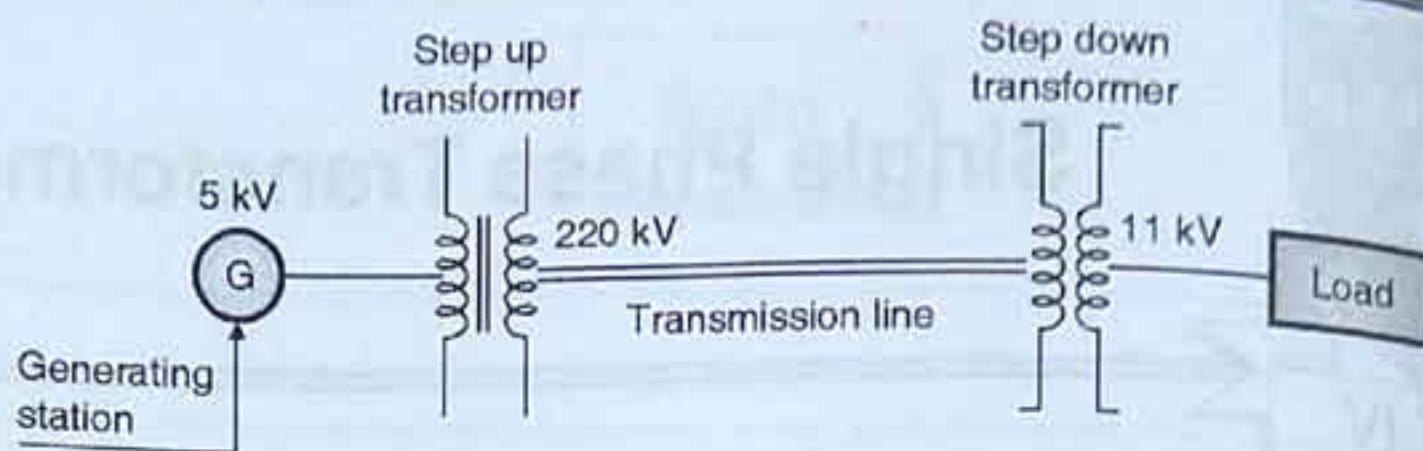 Step up
transformer
Step down
transformer
5 kV
G
220 kV
11 kV
Load
Transmission line
Generating
station